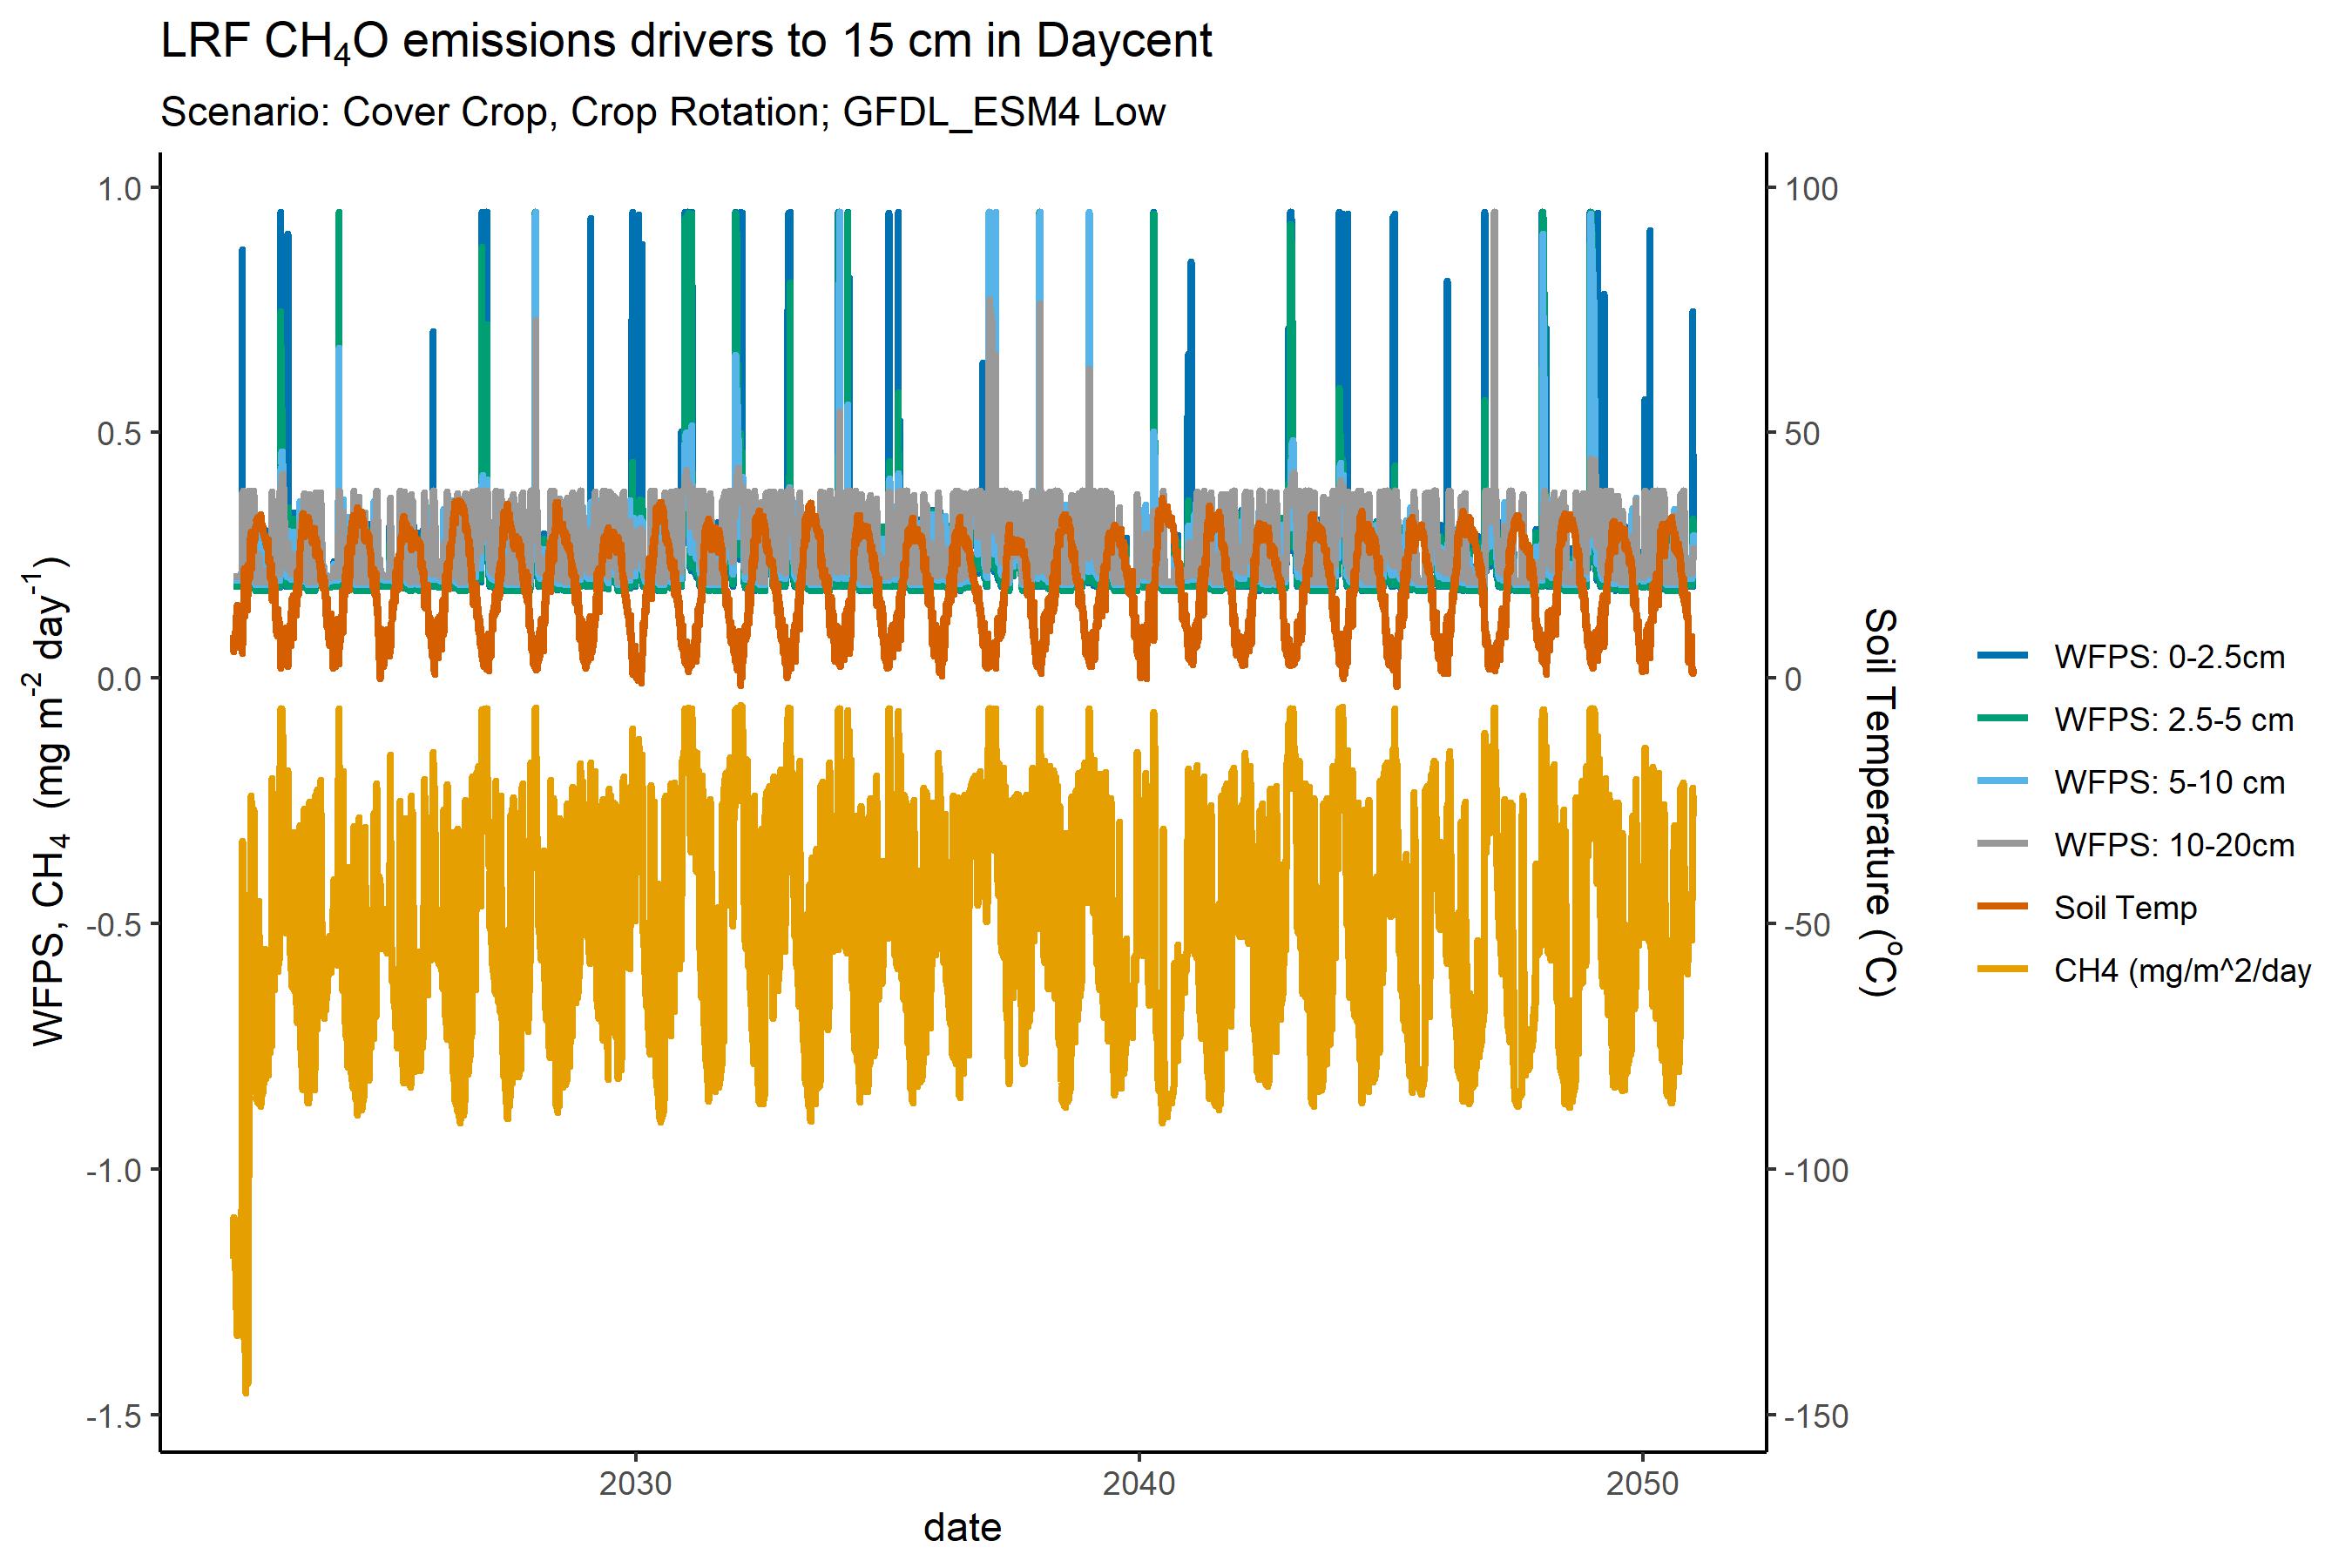 LRF CH₄O emissions drivers to 15 cm in Daycent
Scenario: Cover Crop, Crop Rotation; GFDL_ESM4 Low
1.0
0.5
0.0
-0.5
-1.0
-1.5
WFPS, CH₄ (mg m⁻² day⁻¹)
100
50
0
-50
-100
-150
Soil Temperature (°C)
2030
2040
2050
date
WFPS: 0-2.5cm
WFPS: 2.5-5 cm
WFPS: 5-10 cm
WFPS: 10-20cm
Soil Temp
CH4 (mg/m^2/day